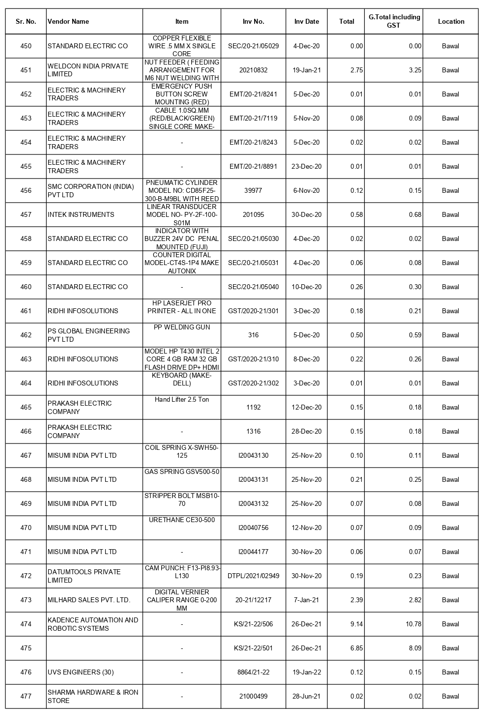 Sr. No. Vendor Name Item Inv No. Inv Date Total G.Total including GST Location
450 STANDARD ELECTRIC CO COPPER FLEXIBLE WIRE .5 MM X SINGLE CORE SEC/20-21/05029 4-Dec-20 0.00 0.00 Bawal
451 WELDCON INDIA PRIVATE LIMITED NUT FEEDER ( FEEDING ARRANGEMENT FOR M6 NUT WELDING WITH 20210832 19-Jan-21 2.75 3.25 Bawal
452 ELECTRIC & MACHINERY TRADERS EMERGENCY PUSH BUTTON SCREW MOUNTING (RED) EMT/20-21/8241 5-Dec-20 0.01 0.01 Bawal
453 ELECTRIC & MACHINERY TRADERS CABLE 1.0SQ.MM (RED/BLACK/GREEN) SINGLE CORE MAKE- EMT/20-21/7119 5-Nov-20 0.08 0.09 Bawal
454 ELECTRIC & MACHINERY TRADERS - EMT/20-21/8243 5-Dec-20 0.02 0.02 Bawal
455 ELECTRIC & MACHINERY TRADERS - EMT/20-21/8891 23-Dec-20 0.01 0.01 Bawal
456 SMC CORPORATION (INDIA) PVT LTD PNEUMATIC CYLINDER MODEL NO: CD85F25-300-B-M9BL WITH REED 39977 6-Nov-20 0.12 0.15 Bawal
457 INTEK INSTRUMENTS LINEAR TRANSDUCER MODEL NO- PY-2F-100-S01M 201095 30-Dec-20 0.58 0.68 Bawal
458 STANDARD ELECTRIC CO INDICATOR WITH BUZZER 24V DC PENAL MOUNTED (FUJI) SEC/20-21/05030 4-Dec-20 0.02 0.02 Bawal
459 STANDARD ELECTRIC CO COUNTER DIGITAL MODEL-CT4S-1P4 MAKE AUTONIX SEC/20-21/05031 4-Dec-20 0.06 0.08 Bawal
460 STANDARD ELECTRIC CO - SEC/20-21/05040 10-Dec-20 0.26 0.30 Bawal
461 RIDHI INFOSOLUTIONS HP LASERJET PRO PRINTER - ALL IN ONE GST/2020-21/301 3-Dec-20 0.18 0.21 Bawal
462 PS GLOBAL ENGINEERING PVT LTD PP WELDING GUN 316 5-Dec-20 0.50 0.59 Bawal
463 RIDHI INFOSOLUTIONS MODEL HP T430 INTEL 2 CORE 4 GB RAM 32 GB FLASH DRIVE DP+ HDMI GST/2020-21/310 8-Dec-20 0.22 0.26 Bawal
464 RIDHI INFOSOLUTIONS KEYBOARD (MAKE-DELL) GST/2020-21/302 3-Dec-20 0.01 0.01 Bawal
465 PRAKASH ELECTRIC COMPANY Hand Lifter 2.5 Ton 1192 12-Dec-20 0.15 0.18 Bawal
466 PRAKASH ELECTRIC COMPANY - 1316 28-Dec-20 0.15 0.18 Bawal
467 MISUMI INDIA PVT LTD COIL SPRING X-SWH50-125 I20043130 25-Nov-20 0.10 0.11 Bawal
468 MISUMI INDIA PVT LTD GAS SPRING GSV500-50 I20043131 25-Nov-20 0.21 0.25 Bawal
469 MISUMI INDIA PVT LTD STRIPPER BOLT MSB10-70 I20043132 25-Nov-20 0.07 0.08 Bawal
470 MISUMI INDIA PVT LTD URETHANE CE30-500 I20040756 12-Nov-20 0.07 0.09 Bawal
471 MISUMI INDIA PVT LTD - I20044177 30-Nov-20 0.06 0.07 Bawal
472 DATUMTOOLS PRIVATE LIMITED CAM PUNCH: F13-PI8.93-L130 DTPL/2021/02949 30-Nov-20 0.19 0.23 Bawal
473 MILHARD SALES PVT. LTD. DIGITAL VERNIER CALIPER RANGE 0-200 MM 20-21/12217 7-Jan-21 2.39 2.82 Bawal
474 KADENCE AUTOMATION AND ROBOTIC SYSTEMS - KS/21-22/506 26-Dec-21 9.14 10.78 Bawal
475 - KS/21-22/501 26-Dec-21 6.85 8.09 Bawal
476 UVS ENGINEERS (30) - 8864/21-22 19-Jan-22 0.12 0.15 Bawal
477 SHARMA HARDWARE & IRON STORE - 21000499 28-Jun-21 0.02 0.02 Bawal